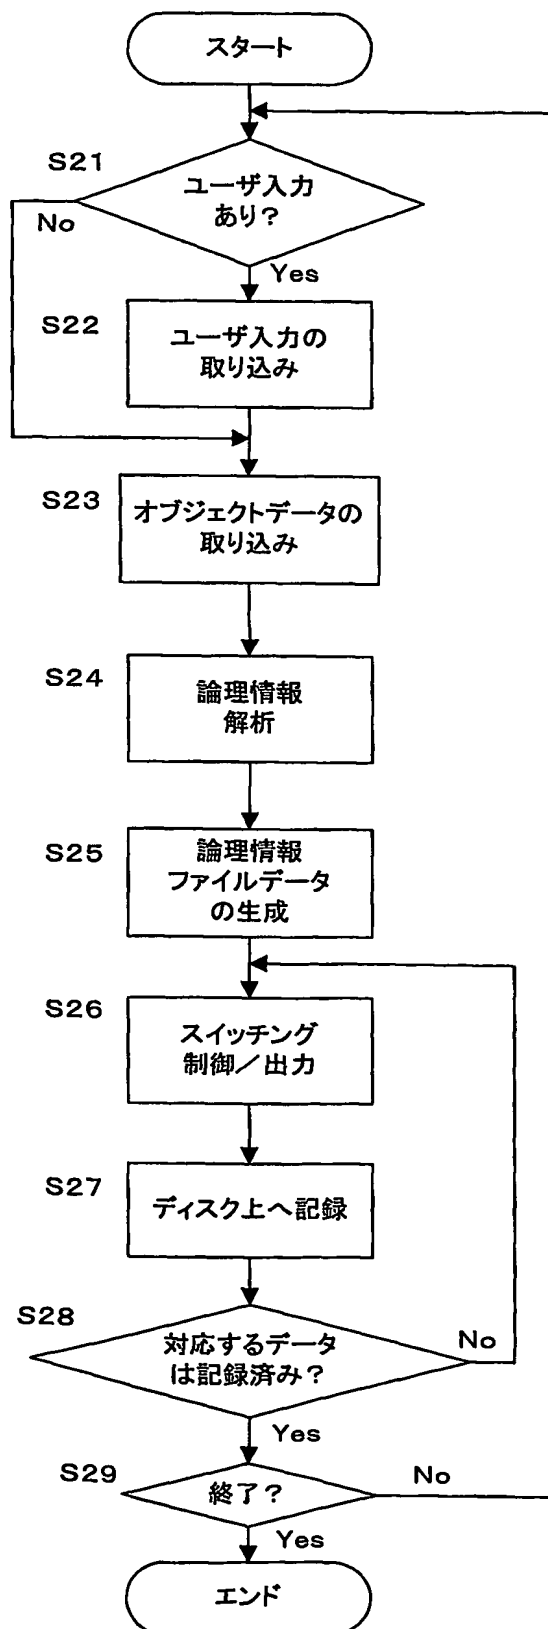 スタート
S21
ユーザ入力
あり？
No
Yes
S22
ユーザ入力の
取り込み
S23
オブジェクトデータの
取り込み
S24
論理情報
解析
S25
論理情報
ファイルデータ
の生成
S26
スイッチング
制御／出力
S27
ディスク上へ記録
S28
対応するデータ
は記録済み？
No
Yes
S29
終了？
No
Yes
エンド